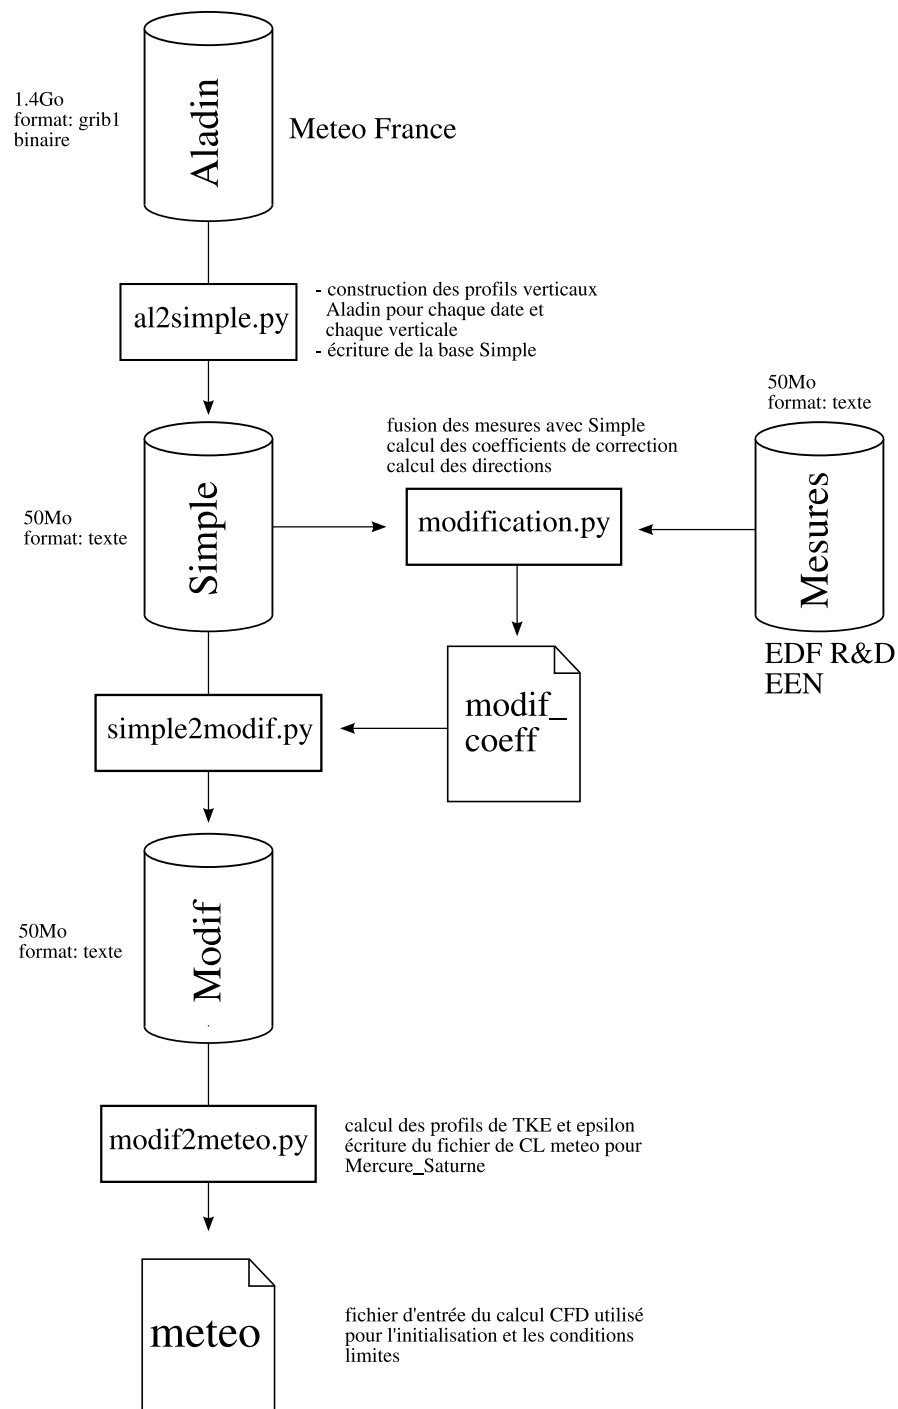 1.4Go
format: grib1
binaire
Aladin
Meteo France
al2simple.py
- construction des profils verticaux
Aladin pour chaque date et
chaque verticale
- écriture de la base Simple
50Mo
format: texte
fusion des mesures avec Simple
calcul des coefficients de correction
calcul des directions
50Mo
format: texte
Simple
modification.py
Mesures
EDF R&D
EEN
simple2modif.py
modif_
coeff
50Mo
format: texte
Modif
modif2meteo.py
calcul des profils de TKE et epsilon
écriture du fichier de CL meteo pour
Mercure_Saturne
meteo
fichier d'entrée du calcul CFD utilisé
pour l'initialisation et les conditions
limites